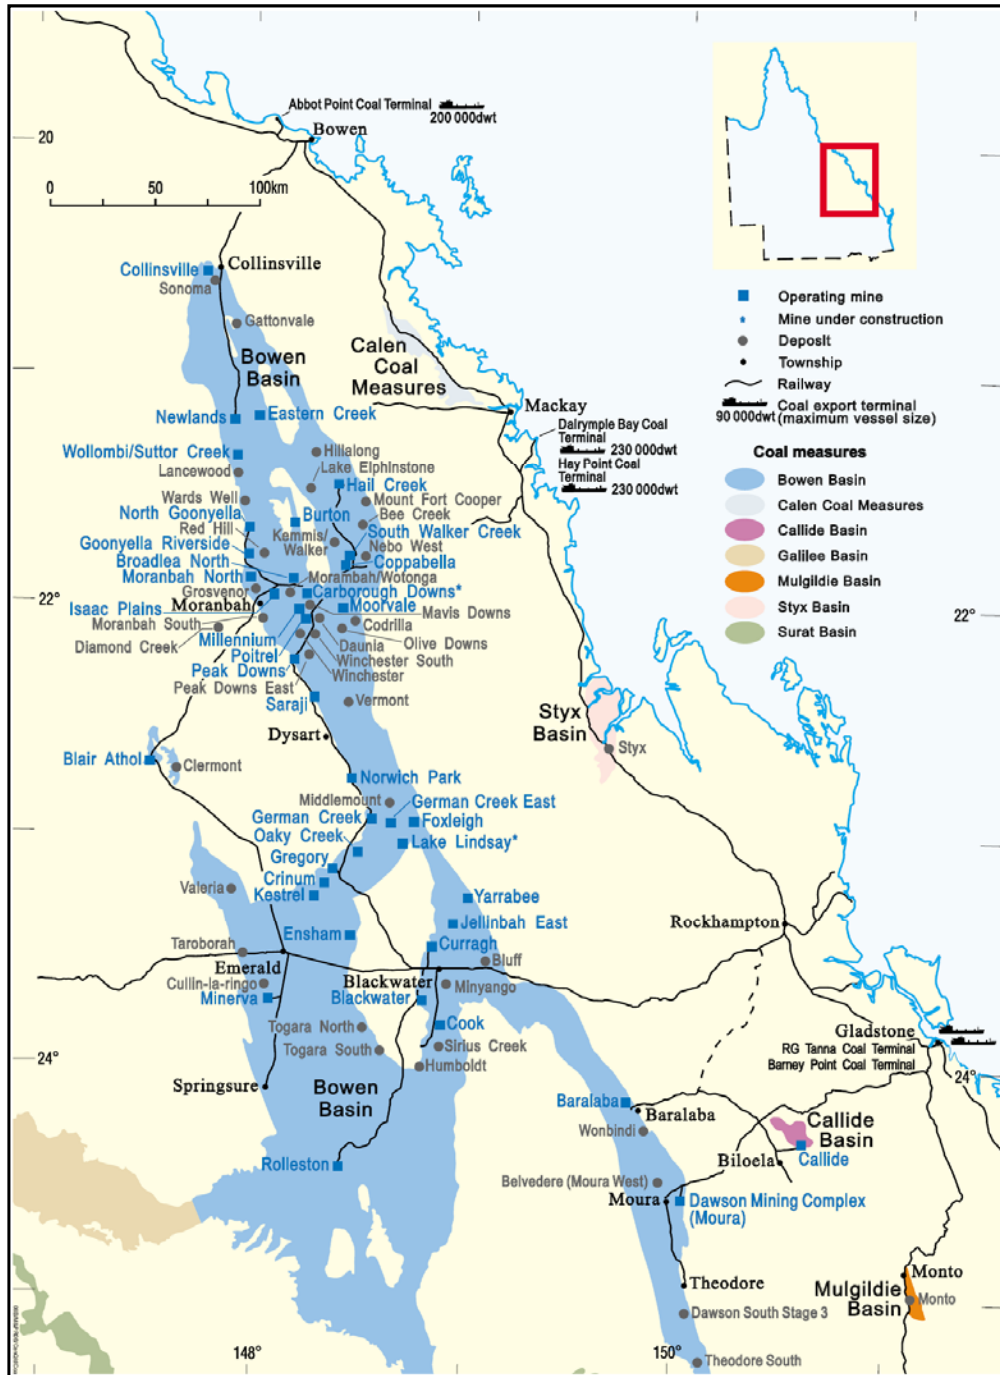 Abbot Point Coal Terminal
200 000dwt
Bowen
20
0 50 100km
Collinsville
Collinsville
Sonoma
Gattonvale
Bowen
Basin
Calen
Coal
Measures
Newlands
Eastern Creek
Mackay
Dalrymple Bay Coal
Terminal
230 000dwt
Hay Point Coal
Terminal
230 000dwt
Wollombi/Suttor Creek
Hillalong
Lancewood
Lake Elphinstone
Hail Creek
Wards Well
Mount Fort Cooper
North Goonyella
Burton
Bee Creek
Red Hill
Kemmis/
Walker
South Walker Creek
Goonyella Riverside
Nebo West
Broadlea North
Coppabella
Moranbah North
Morambah/Wotonga
Grosvenor
Carborough Downs*
Moranbah
22°
22°
Isaac Plains
Moorvale
Mavis Downs
Moranbah South
Codrilla
Diamond Creek
Millennium
Daunia
Olive Downs
Poitrel
Winchester South
Peak Downs
Winchester
Peak Downs East
Saraji
Vermont
Dysart
Styx
Basin
Styx
Blair Athol
Clermont
Norwich Park
Middlemount
German Creek East
German Creek
Foxleigh
Oaky Creek
Lake Lindsay*
Gregory
Crinum
Valeria
Kestrel
Yarrabee
Jellinbah East
Rockhampton
Ensham
Curragh
Taroborah
Bluff
Emerald
Cullin-la-ringo
Blackwater
Minyango
Minerva
Blackwater
Togara North
Cook
Togara South
Sirius Creek
Humboldt
Gladstone
RG Tanna Coal Terminal
Barney Point Coal Terminal
24°
24°
Springsure
Bowen
Basin
Baralaba
Baralaba
Wonbindi
Callide
Basin
Callide
Biloela
Rolleston
Belvedere (Moura West)
Moura
Dawson Mining Complex
(Moura)
Theodore
Monto
Mulgildie
Basin
Monto
Dawson South Stage 3
148°
150°
Theodore South
Operating mine
* Mine under construction
Deposit
Township
Railway
90 000dwt
Coal export terminal
(maximum vessel size)
Coal measures
Bowen Basin
Calen Coal Measures
Callide Basin
Galilee Basin
Mulgildie Basin
Styx Basin
Surat Basin